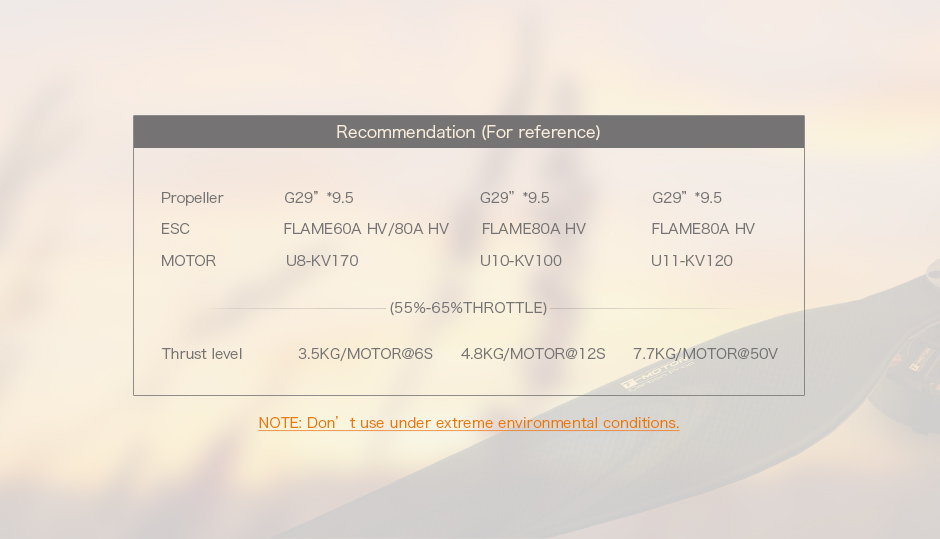 Recommendation (For reference)
Propeller G29” *9.5 G29” *9.5 G29” *9.5
ESC FLAME60A HV/80A HV FLAME80A HV FLAME80A HV
MOTOR U8-KV170 U10-KV100 U11-KV120
(55%-65%THROTTLE)
Thrust level 3.5KG/MOTOR@6S 4.8KG/MOTOR@12S 7.7KG/MOTOR@50V
-MOTOR
NOTE: Don’ t use under extreme environmental conditions.